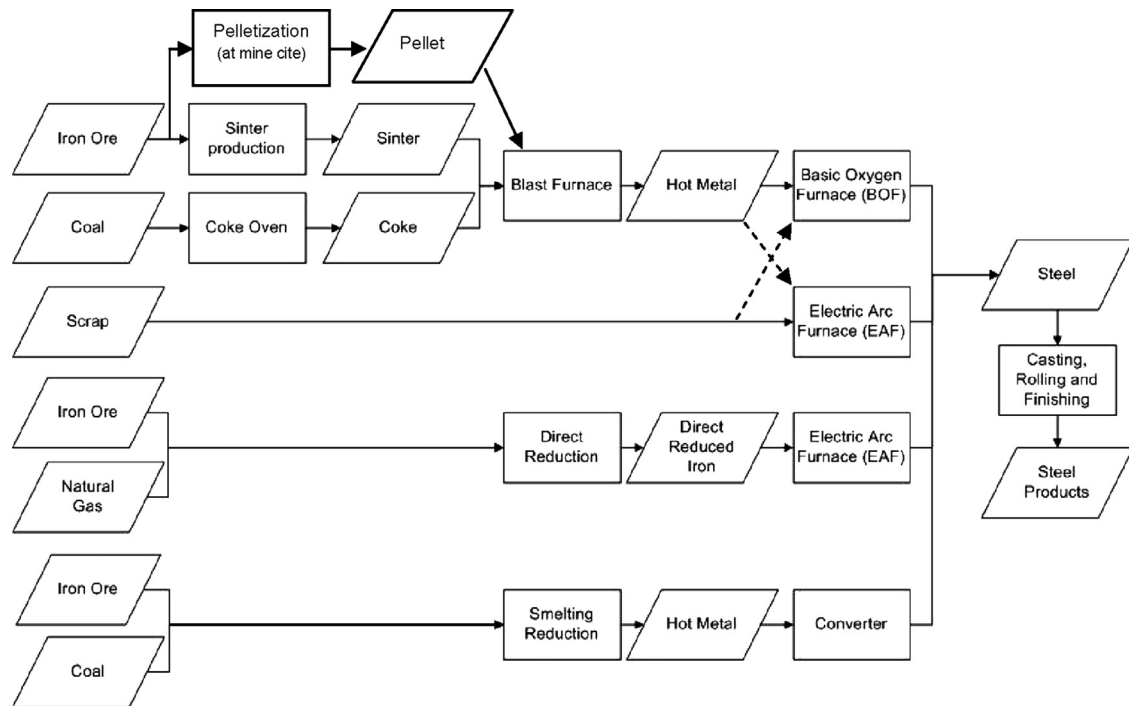 Pelletization
(at mine cite)
Pellet
Iron Ore
Sinter
production
Sinter
Blast Furnace
Hot Metal
Basic Oxygen
Furnace (BOF)
Coal
Coke Oven
Coke
Scrap
Electric Arc
Furnace (EAF)
Steel
Casting,
Rolling and
Finishing
Steel
Products
Iron Ore
Natural
Gas
Direct
Reduction
Direct
Reduced
Iron
Electric Arc
Furnace (EAF)
Iron Ore
Coal
Smelting
Reduction
Hot Metal
Converter